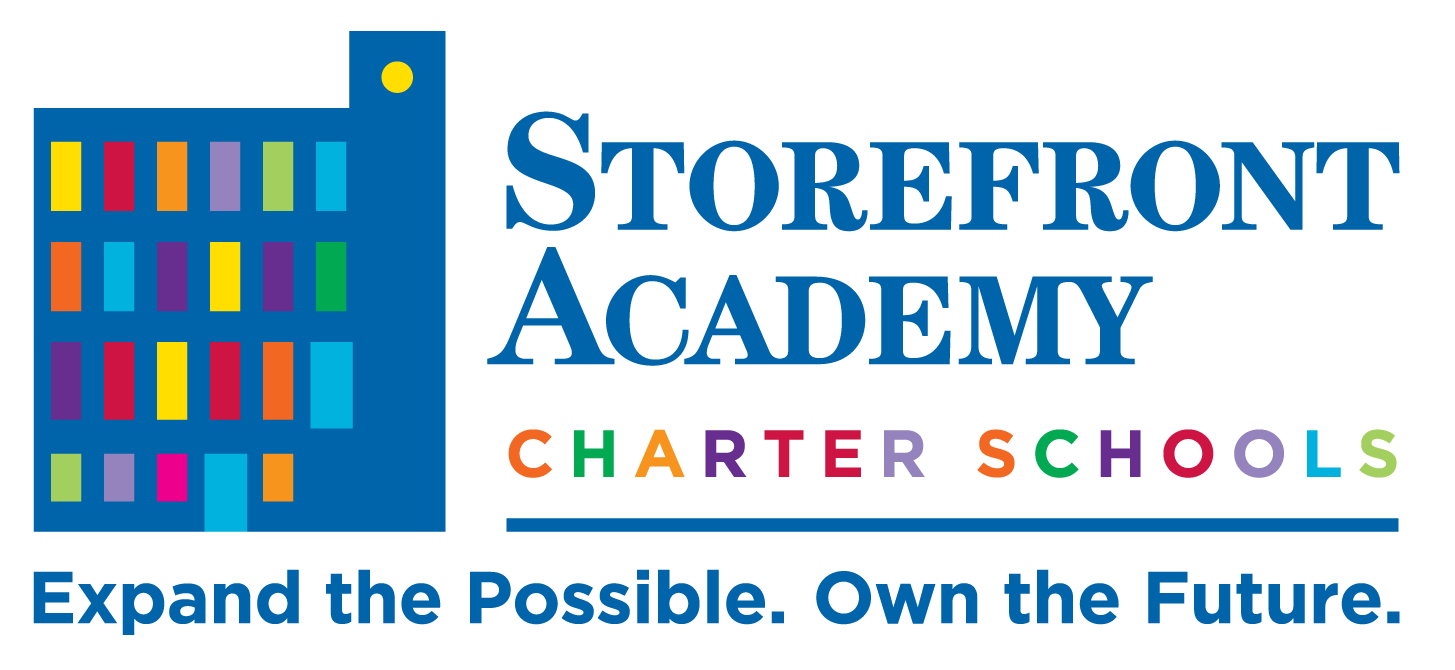 STOREFRONT
ACADEMY
CHARTER SCHOOLS
Expand the Possible. Own the Future.